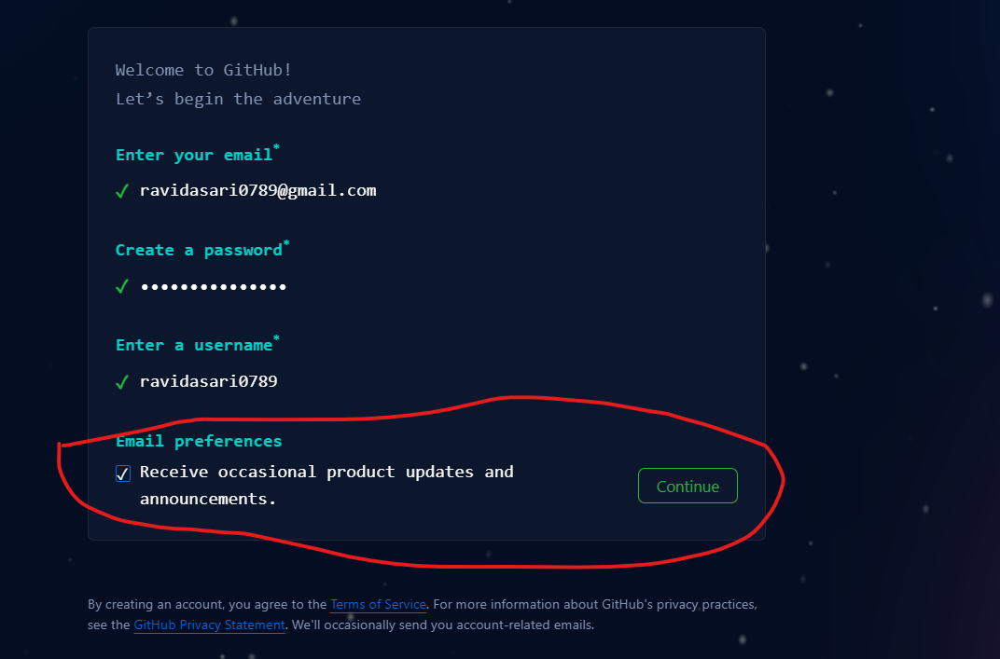 Welcome to GitHub!
Let’s begin the adventure
Enter your email*
✓ ravidasari0789@gmail.com
Create a password*
✓ •••••••••••••••
Enter a username*
✓ ravidasari0789
Email preferences
✓ Receive occasional product updates and
announcements.
Continue
By creating an account, you agree to the Terms of Service. For more information about GitHub's privacy practices,
see the GitHub Privacy Statement. We'll occasionally send you account-related emails.